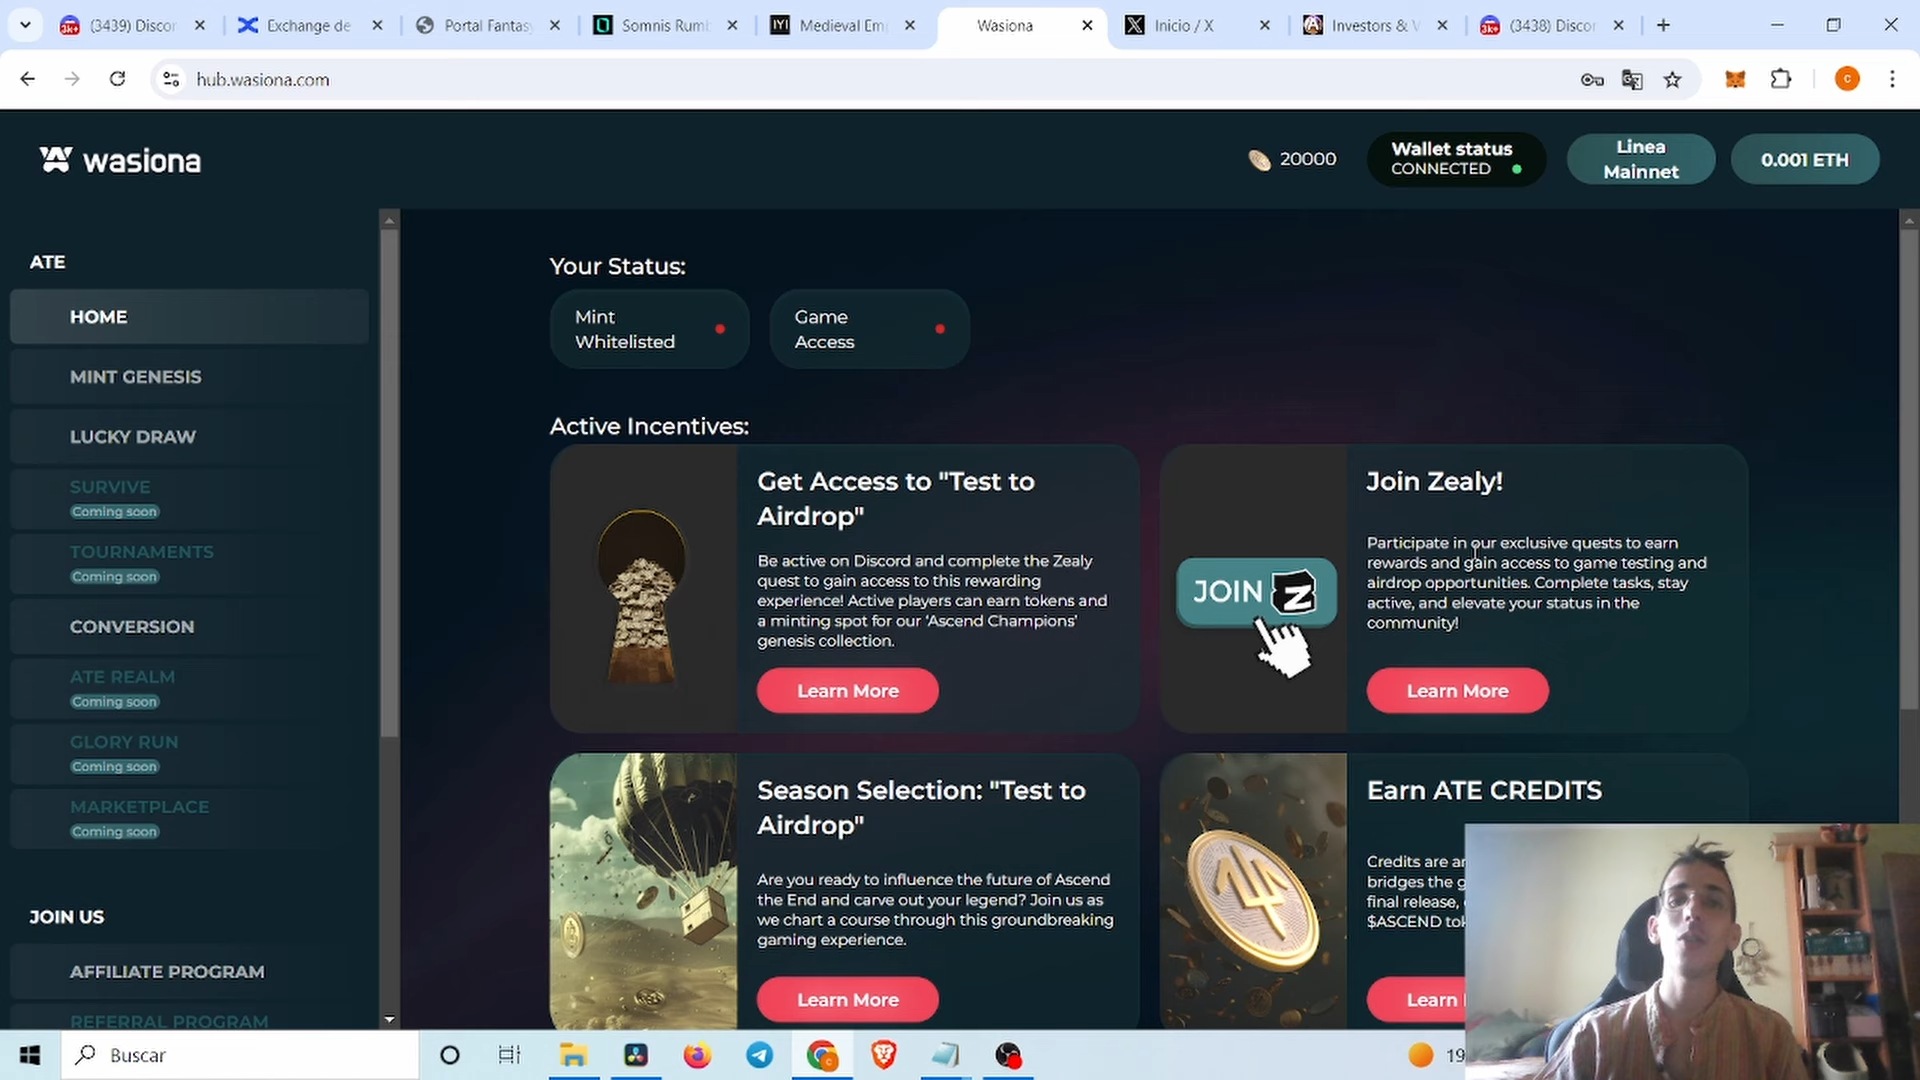 (3439) Discor
Exchange de
Portal Fantasy
Somnis Rumb
Medieval Emp
Wasiona
Inicio / X
Investors & V
(3438) Discor
hub.wasiona.com
C
wasiona
20000
Wallet status
CONNECTED
Linea
Mainnet
0.001 ETH
ATE
HOME
MINT GENESIS
LUCKY DRAW
SURVIVE
Coming soon
TOURNAMENTS
Coming soon
CONVERSION
ATE REALM
Coming soon
GLORY RUN
Coming soon
MARKETPLACE
Coming soon
JOIN US
AFFILIATE PROGRAM
REFERRAL PROGRAM
Your Status:
Mint
Whitelisted
Game
Access
Active Incentives:
Get Access to "Test to
Airdrop"
Be active on Discord and complete the Zealy
quest to gain access to this rewarding
experience! Active players can earn tokens and
a minting spot for our ‘Ascend Champions’
genesis collection.
Learn More
JOIN Z
Join Zealy!
Participate in our exclusive quests to earn
rewards and gain access to game testing and
airdrop opportunities. Complete tasks, stay
active, and elevate your status in the
community!
Learn More
Season Selection: "Test to
Airdrop"
Are you ready to influence the future of Ascend
the End and carve out your legend? Join us as
we chart a course through this groundbreaking
gaming experience.
Learn More
Earn ATE CREDITS
Credits are
bridges the
final release,
$ASCEND
Learn
Buscar
19